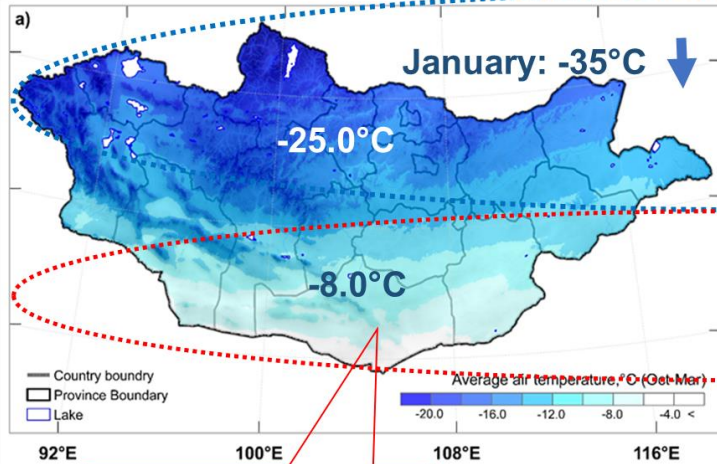 a)
January: -35°C
-25.0°C
-8.0°C
Country boundry
Province Boundary
Lake
Average air temperature,°C (Oct-Mar)
-20.0 -16.0 -12.0 -8.0 -4.0 <
92°E 100°E 108°E 116°E